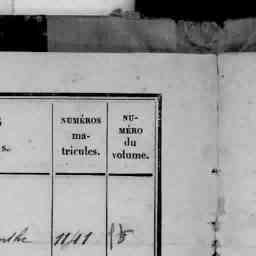 NUMÉROS
ma-
tricules.
NU-
MÉRO
du
volume.
s.
1141